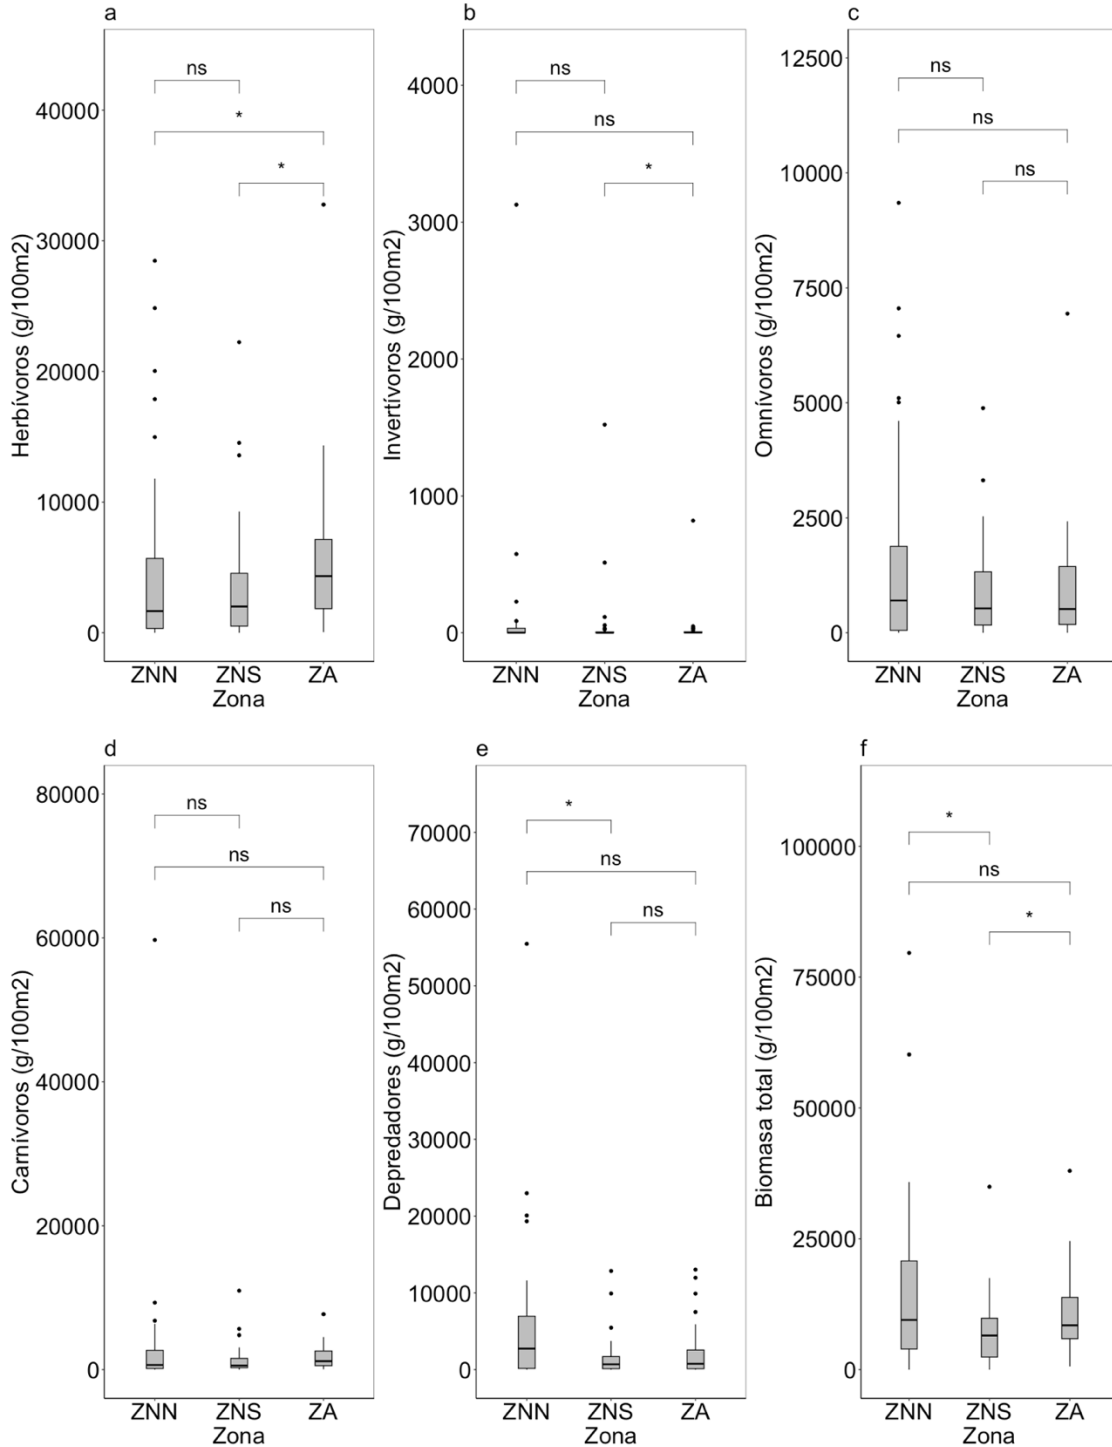 a
ns
*
*
40000
30000
20000
10000
0
Herbívoros (g/100m2)
ZNN ZNS ZA
Zona
b
ns
ns
*
4000
3000
2000
1000
0
Invertívoros (g/100m2)
ZNN ZNS ZA
Zona
c
ns
ns
ns
12500
10000
7500
5000
2500
0
Omnívoros (g/100m2)
ZNN ZNS ZA
Zona
d
ns
ns
ns
80000
60000
40000
20000
0
Carnívoros (g/100m2)
ZNN ZNS ZA
Zona
e
*
ns
ns
70000
60000
50000
40000
30000
20000
10000
0
Depredadores (g/100m2)
ZNN ZNS ZA
Zona
f
*
ns
*
100000
75000
50000
25000
0
Biomasa total (g/100m2)
ZNN ZNS ZA
Zona